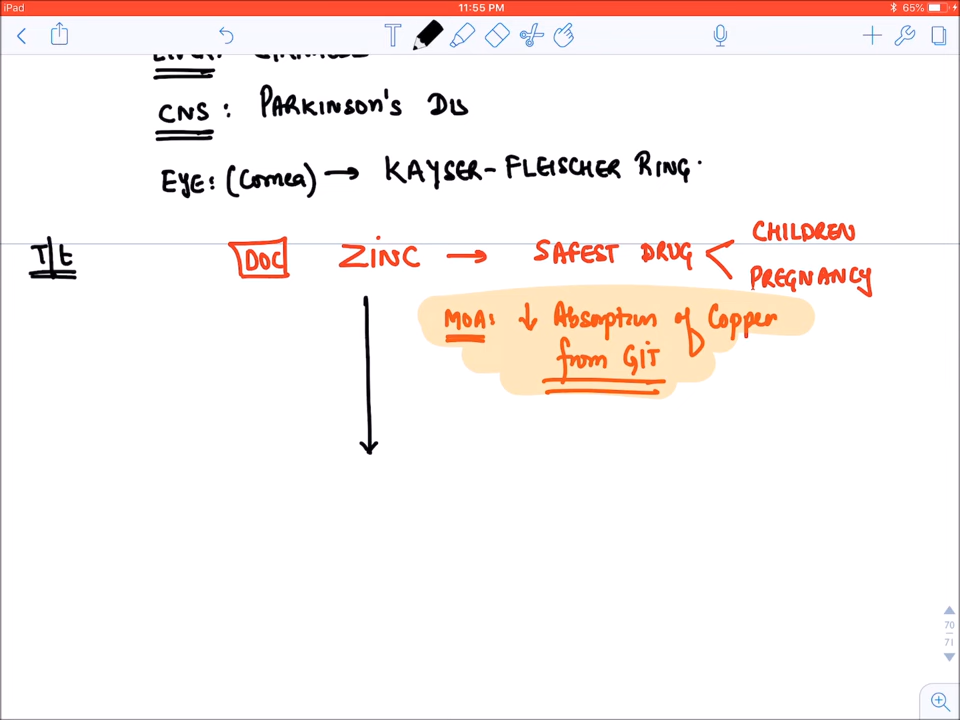 iPad 11:55 PM 65%
T
LIVER:
CNS: PARKINSON'S DIS
EYE: (Cornea) → KAYSER-FLEISCHER RING.
T/t DOC ZINC → SAFEST DRUG < CHILDREN
PREGNANCY
MOA: ↓ Absorption of Copper
from GIT
70
71